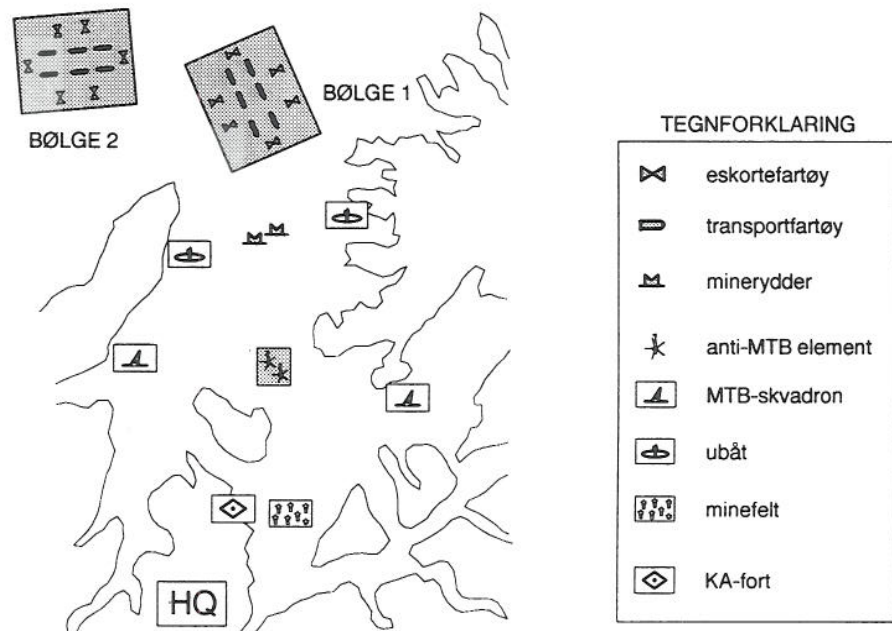 BØLGE 1
BØLGE 2
HQ
TEGNFORKLARING
eskortefartøy
transportfartøy
minerydder
anti-MTB element
MTB-skvadron
ubåt
minefelt
KA-fort